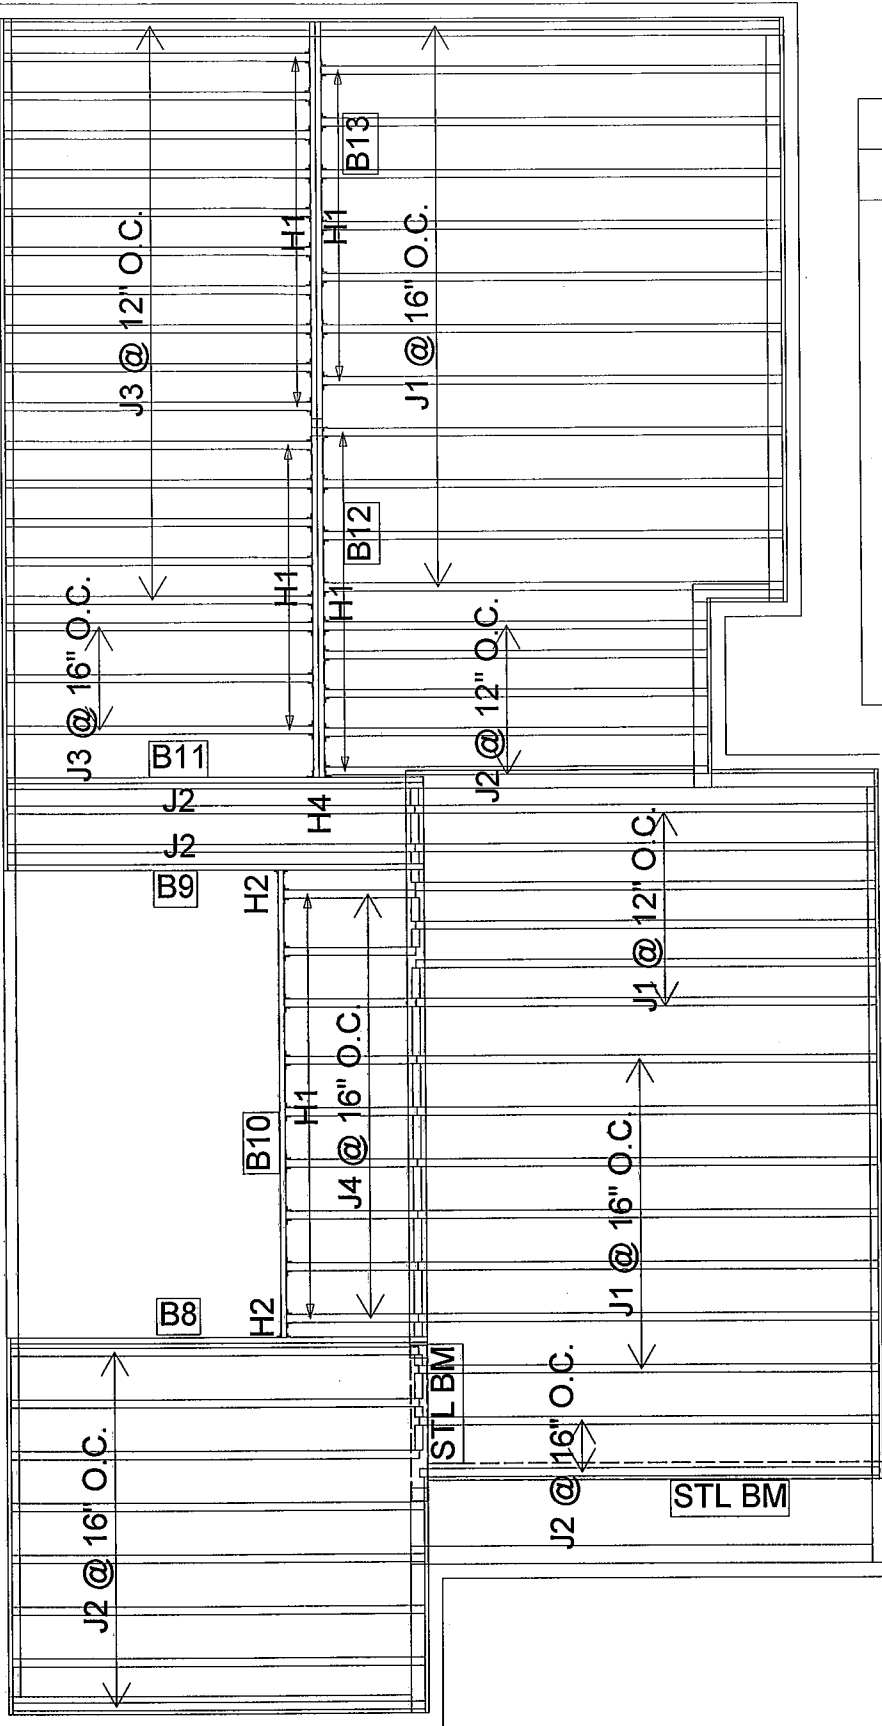 B13
J3 @ 12" O.C.
H1
H1
J1 @ 16" O.C.
B12
J3 @ 16" O.C.
H1
H1
J2 @ 12" O.C.
B11
J2
H4
J2
B9
H2
J1 @ 12" O.C.
J4 @ 16" O.C.
H1
B10
J1 @ 16" O.C.
B8
H2
STL BM
J2 @ 16" O.C.
J2 @ 16" O.C.
STL BM